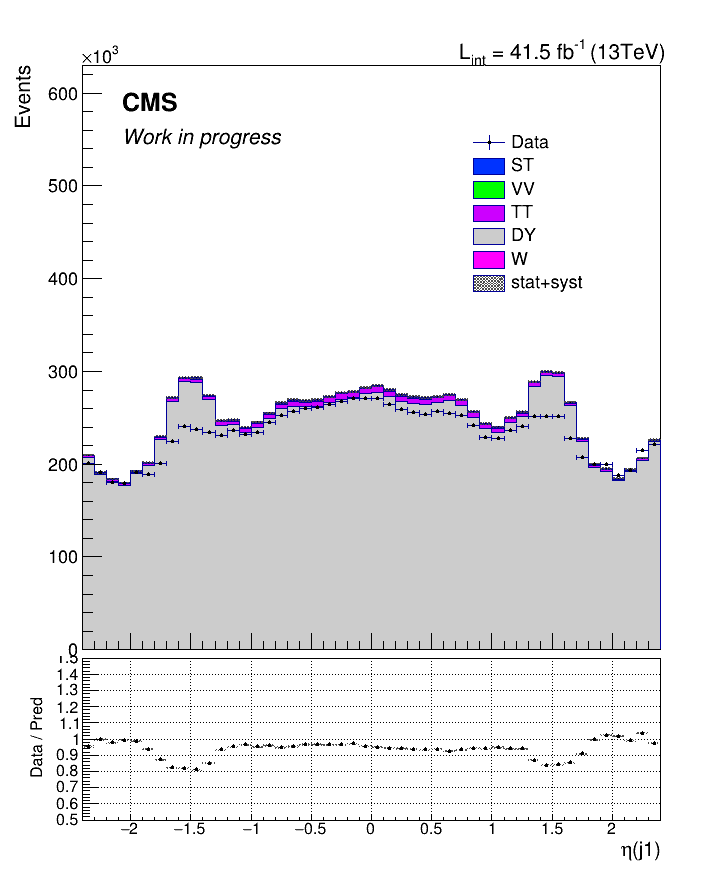 ×10³
L_int = 41.5 fb⁻¹ (13TeV)
Events
CMS
Work in progress
Data
ST
VV
TT
DY
W
stat+syst
600
500
400
300
200
100
0
Data / Pred
1.5
1.4
1.3
1.2
1.1
1
0.9
0.8
0.7
0.6
0.5
−2 −1.5 −1 −0.5 0 0.5 1 1.5 2
η(j1)